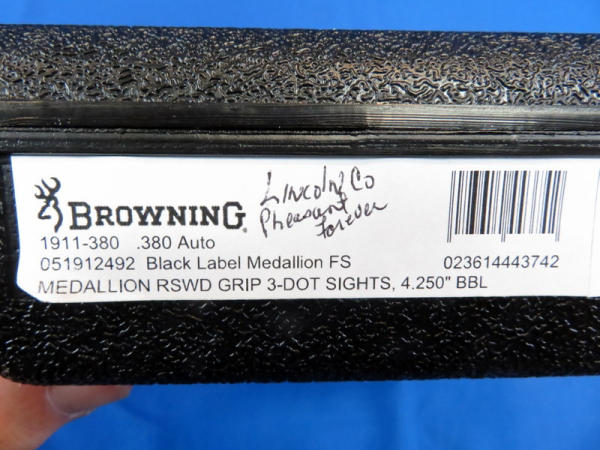 BROWNING
Lincoln Co
Pheasant
Forever
1911-380 .380 Auto
051912492 Black Label Medallion FS
023614443742
MEDALLION RSWD GRIP 3-DOT SIGHTS, 4.250" BBL